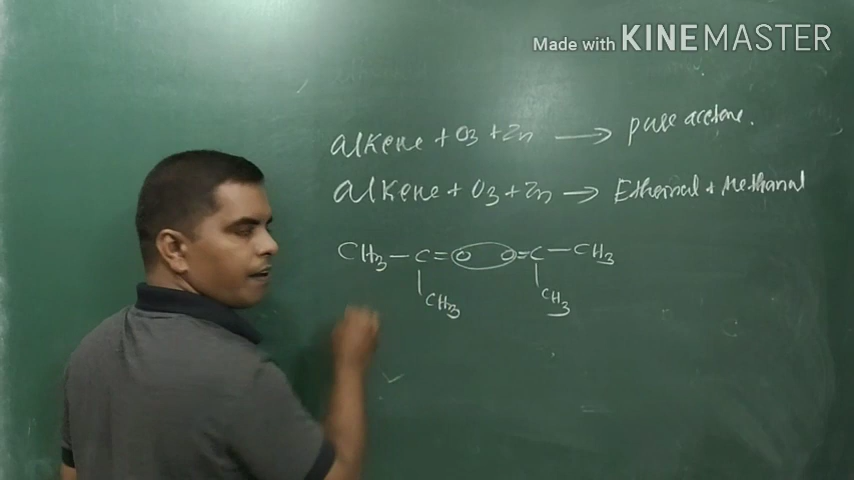 Made with KINEMASTER
alkene + O3 + Zn → pure acetone.
alKene + O3 + Zn → Ethanal + Methanal
CH3 — C = O O = C — CH3
CH3 CH3